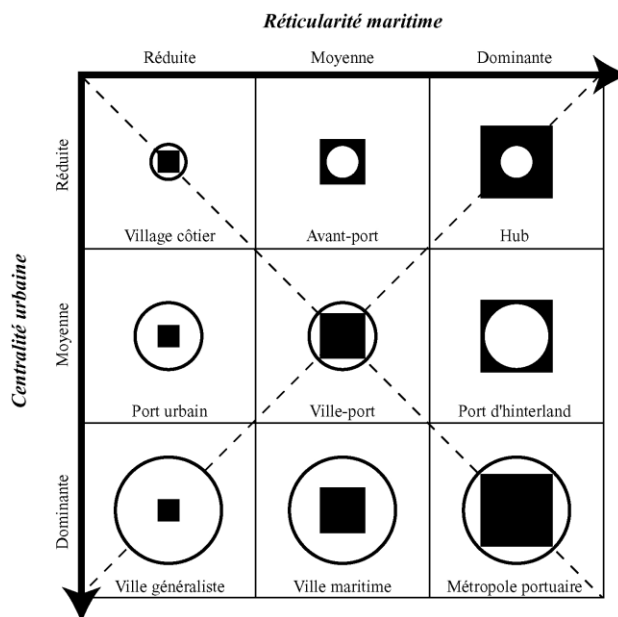 Réticularité maritime
Réduite Moyenne Dominante
Centralité urbaine
Réduite
Village côtier Avant-port Hub
Moyenne
Port urbain Ville-port Port d'hinterland
Dominante
Ville généraliste Ville maritime Métropole portuaire